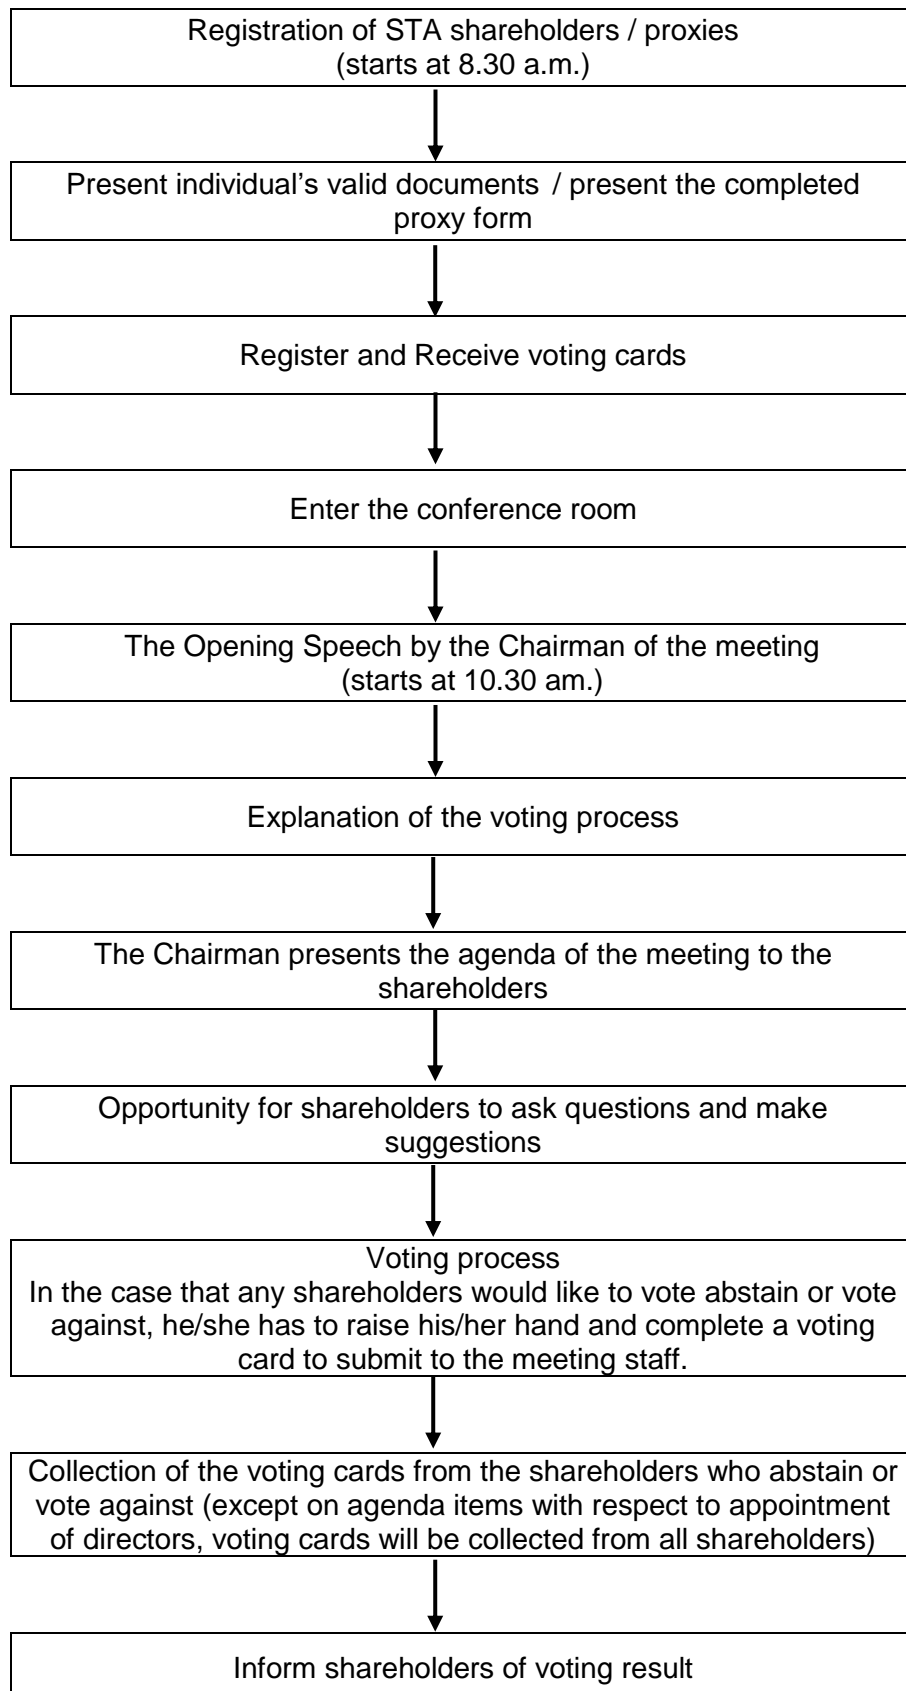 Registration of STA shareholders / proxies
(starts at 8.30 a.m.)
Present individual’s valid documents / present the completed
proxy form
Register and Receive voting cards
Enter the conference room
The Opening Speech by the Chairman of the meeting
(starts at 10.30 am.)
Explanation of the voting process
The Chairman presents the agenda of the meeting to the
shareholders
Opportunity for shareholders to ask questions and make
suggestions
Voting process
In the case that any shareholders would like to vote abstain or vote
against, he/she has to raise his/her hand and complete a voting
card to submit to the meeting staff.
Collection of the voting cards from the shareholders who abstain or
vote against (except on agenda items with respect to appointment
of directors, voting cards will be collected from all shareholders)
Inform shareholders of voting result